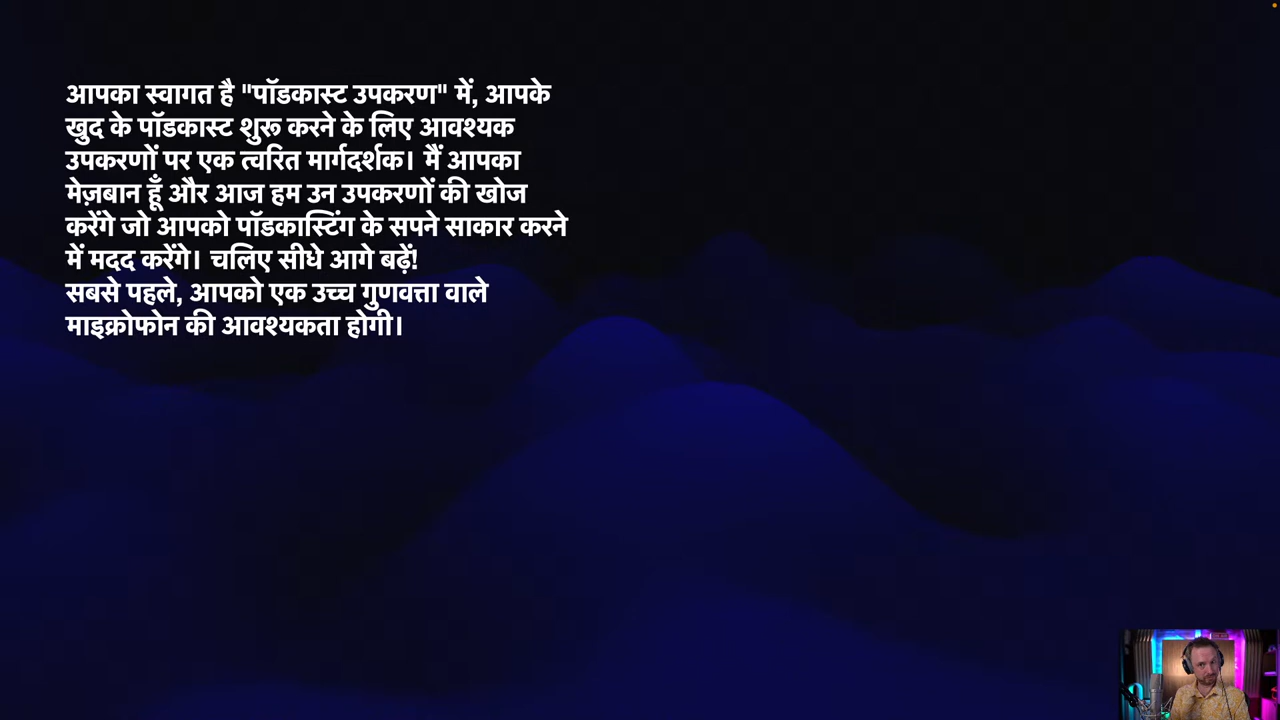 आपका स्वागत है "पॉडकास्ट उपकरण" में, आपके
खुद के पॉडकास्ट शुरू करने के लिए आवश्यक
उपकरणों पर एक त्वरित मार्गदर्शक। मैं आपका
मेज़बान हूँ और आज हम उन उपकरणों की खोज
करेंगे जो आपको पॉडकास्टिंग के सपने साकार करने
में मदद करेंगे। चलिए सीधे आगे बढ़ें!
सबसे पहले, आपको एक उच्च गुणवत्ता वाले
माइक्रोफोन की आवश्यकता होगी।